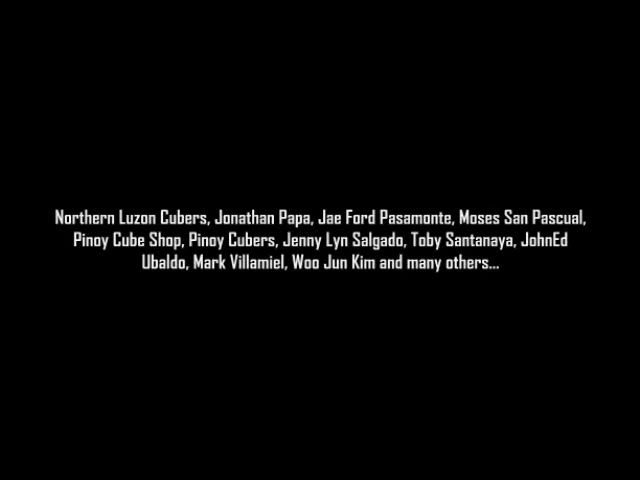 Northern Luzon Cubers, Jonathan Papa, Jae Ford Pasamonte, Moses San Pascual,
Pinoy Cube Shop, Pinoy Cubers, Jenny Lyn Salgado, Toby Santanaya, JohnEd
Ubaldo, Mark Villamiel, Woo Jun Kim and many others...